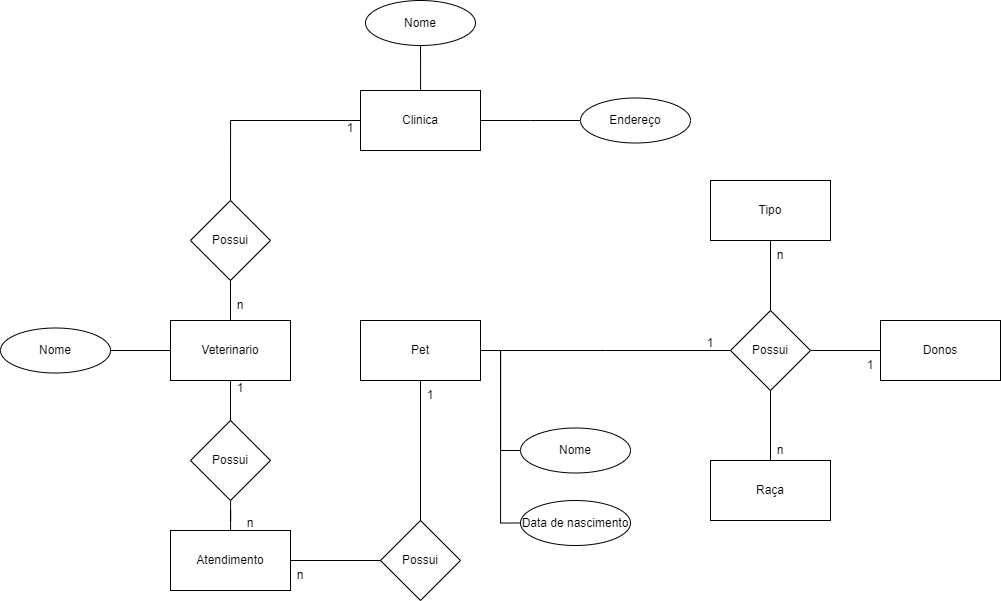 Nome
Clinica
1
Endereço
Tipo
Possui
n
n
Nome
Veterinario
Pet
1
Possui
Donos
1
1
1
Possui
n
Nome
n
Raça
Data de nascimento
Atendimento
n
Possui